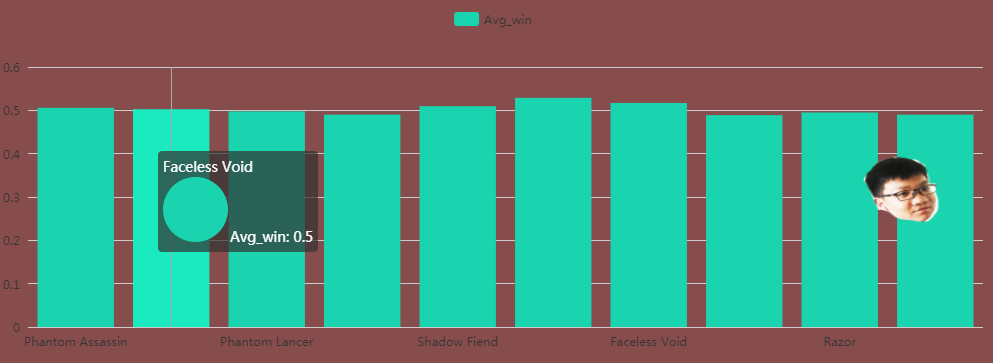 Avg_win
0.6
0.5
0.4
0.3
0.2
0.1
0
Faceless Void
Avg_win: 0.5
Phantom Assassin
Phantom Lancer
Shadow Fiend
Faceless Void
Razor